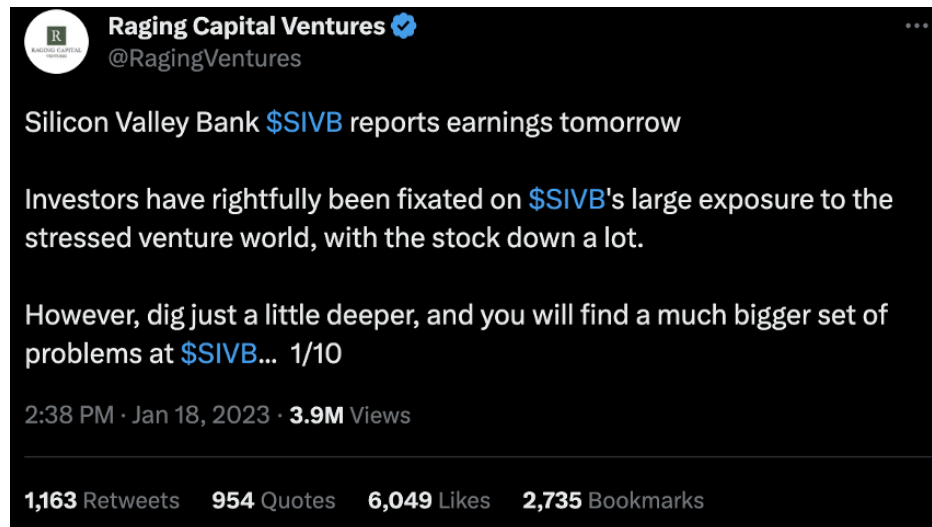 Raging Capital Ventures
@RagingVentures
R
RAGING CAPITAL
VENTURES
Silicon Valley Bank $SIVB reports earnings tomorrow
Investors have rightfully been fixated on $SIVB's large exposure to the
stressed venture world, with the stock down a lot.
However, dig just a little deeper, and you will find a much bigger set of
problems at $SIVB... 1/10
2:38 PM · Jan 18, 2023 · 3.9M Views
1,163 Retweets 954 Quotes 6,049 Likes 2,735 Bookmarks